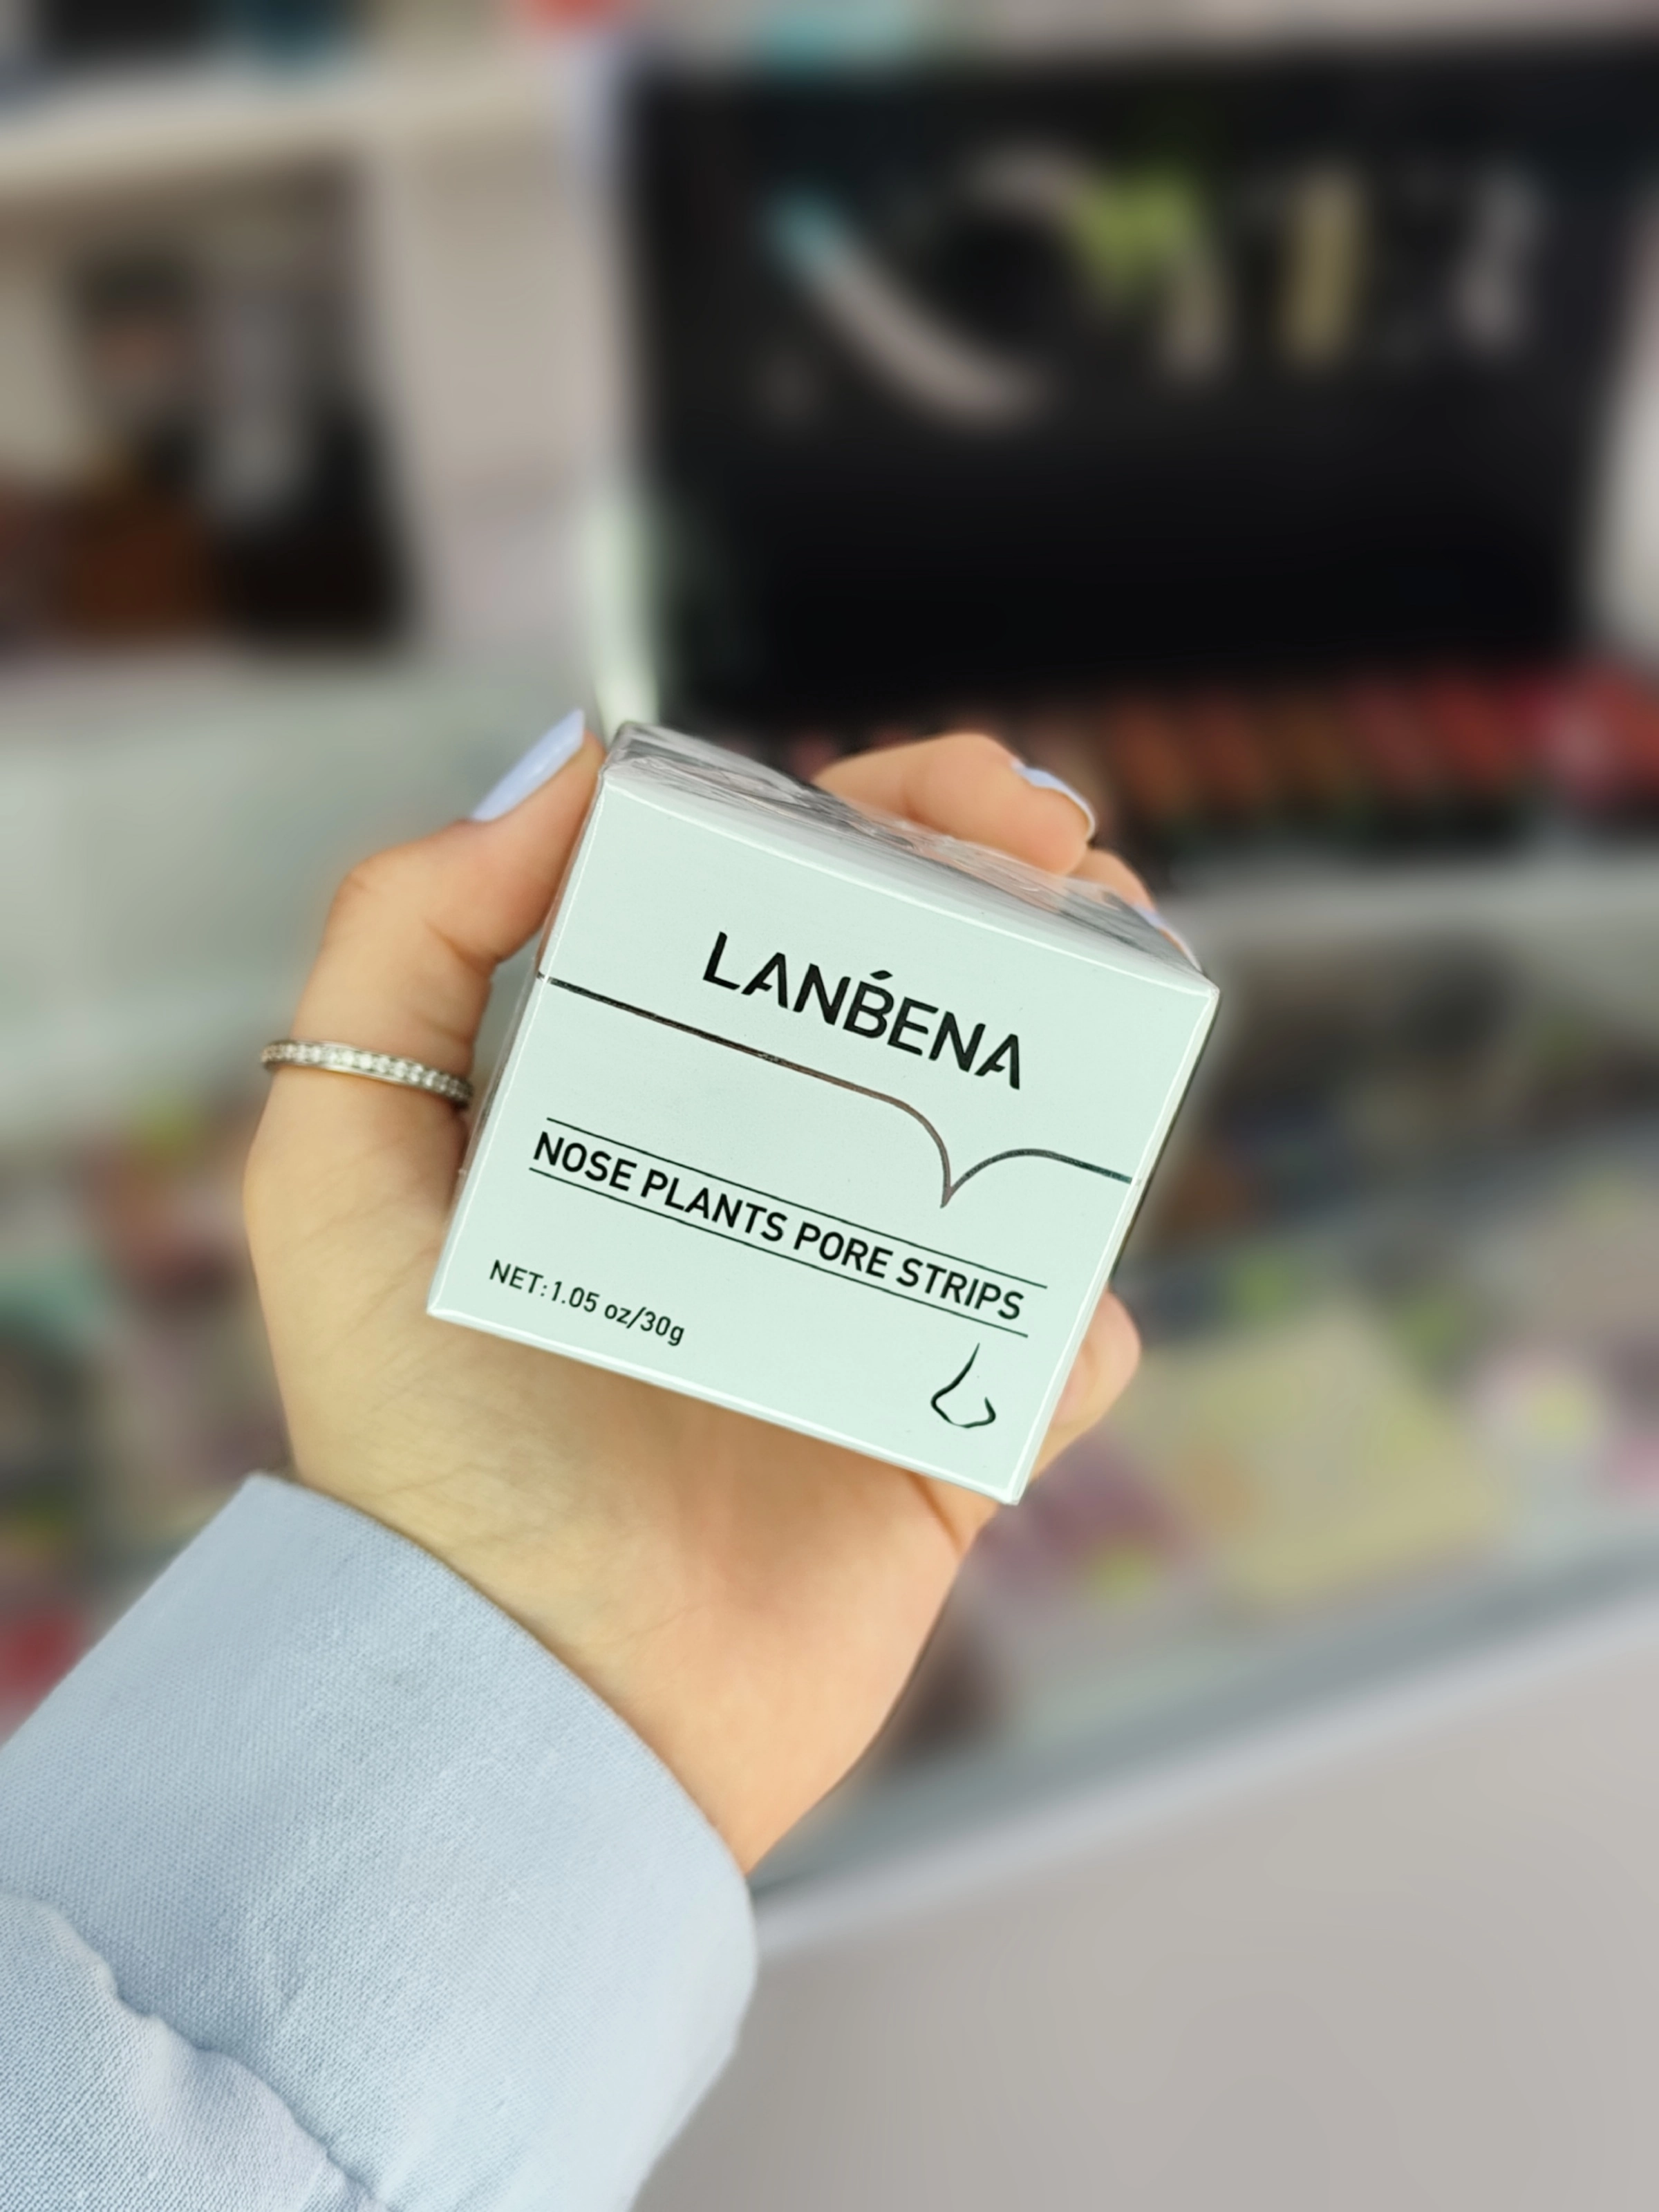 LANBENA
NOSE PLANTS PORE STRIPS
NET:1.05 oz/30g